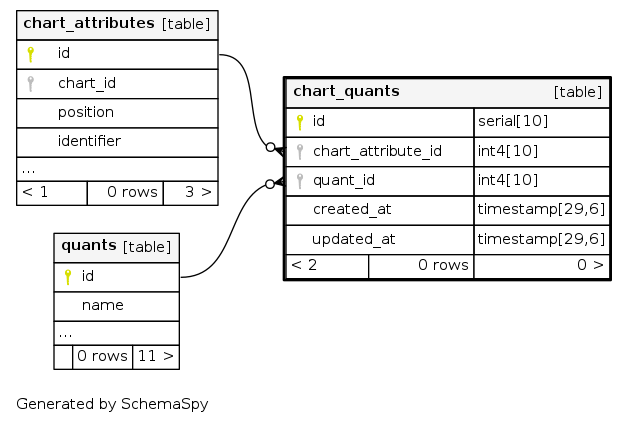 chart_attributes [table]
id
chart_id
position
identifier
...
< 1 0 rows 3 >
chart_quants [table]
id serial[10]
chart_attribute_id int4[10]
quant_id int4[10]
created_at timestamp[29,6]
updated_at timestamp[29,6]
< 2 0 rows 0 >
quants [table]
id
name
...
0 rows 11 >
Generated by SchemaSpy